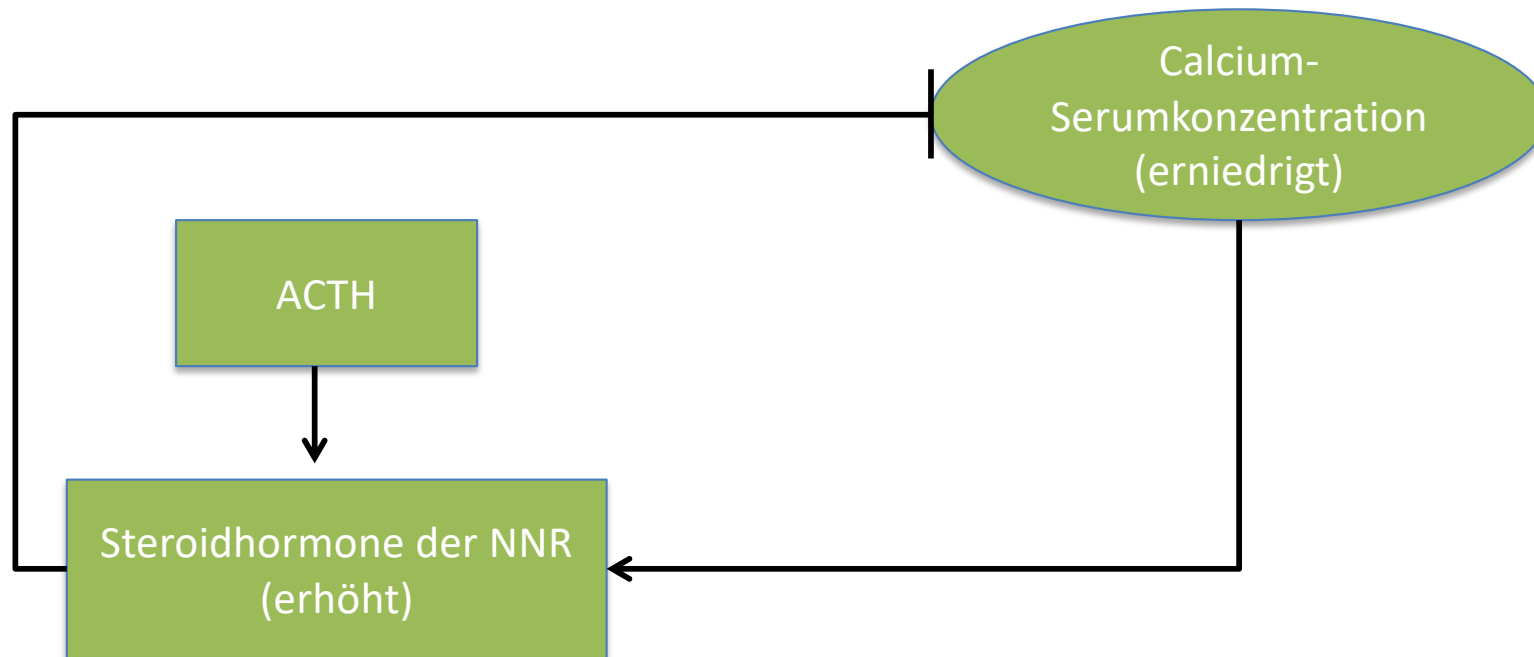 Calcium-
Serumkonzentration
(erniedrigt)
ACTH
Steroidhormone der NNR
(erhöht)